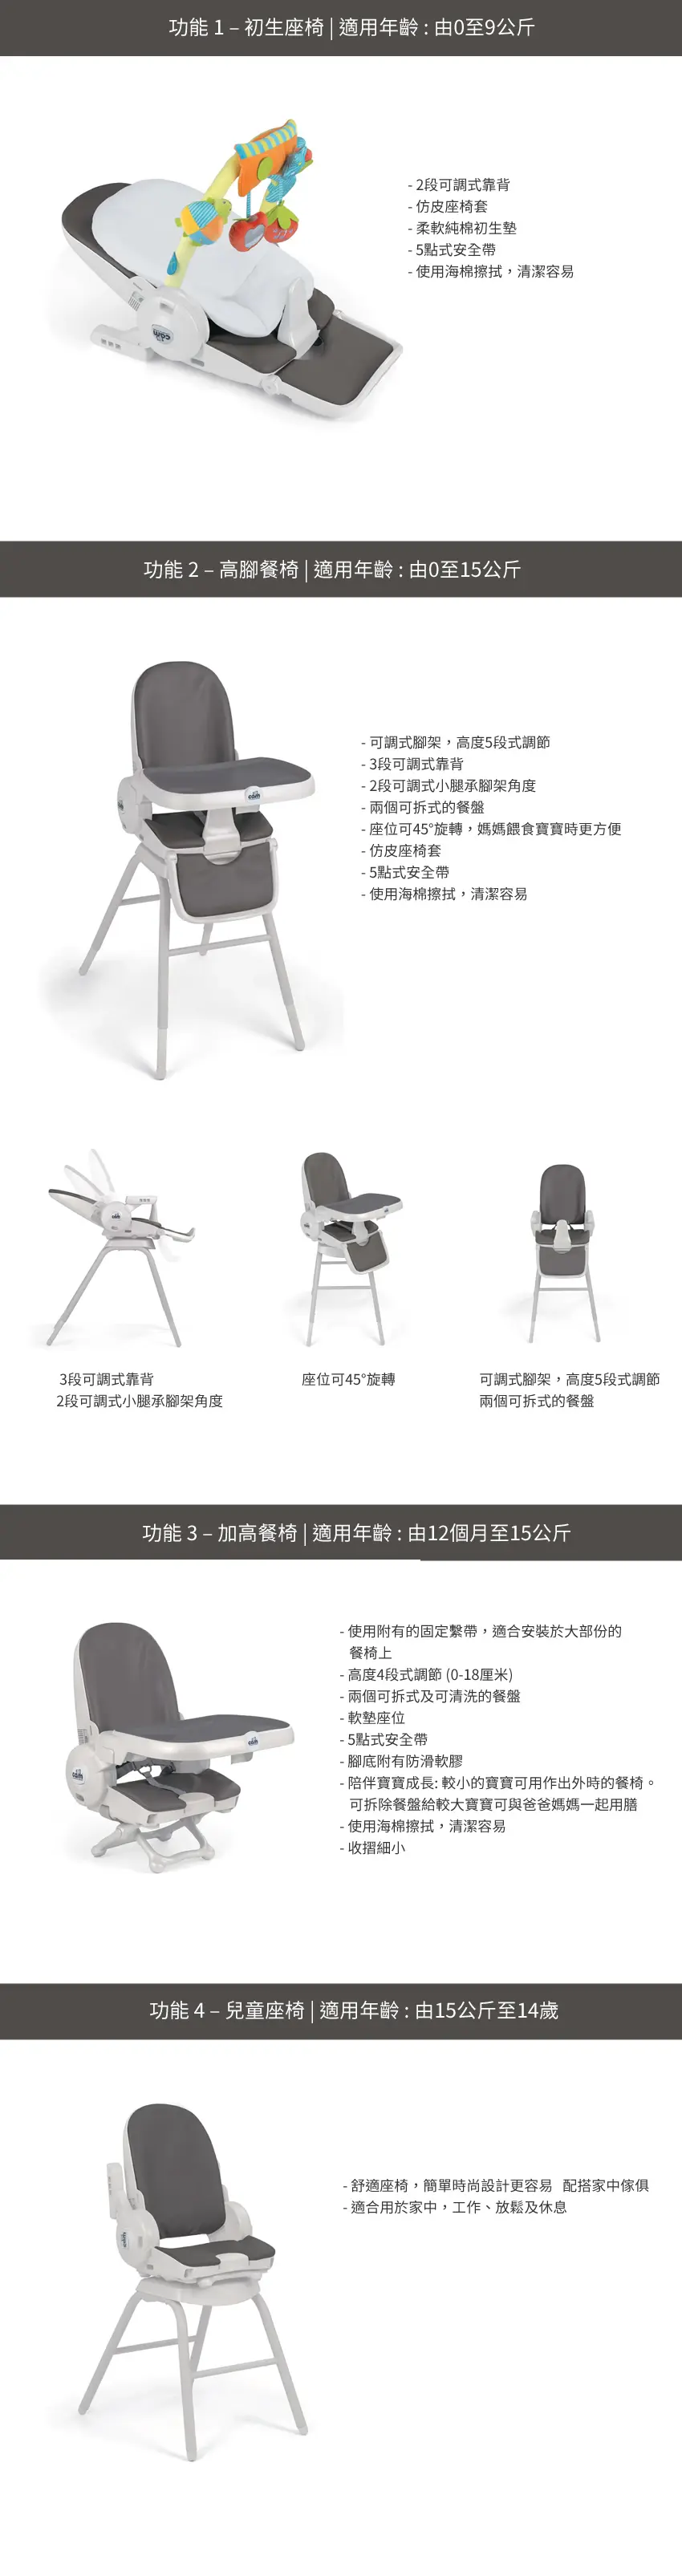 功能 1 – 初生座椅 | 適用年齡 : 由0至9公斤
- 2段可調式靠背
- 仿皮座椅套
- 柔軟純棉初生墊
- 5點式安全帶
- 使用海棉擦拭，清潔容易
cam
功能 2 – 高腳餐椅 | 適用年齡 : 由0至15公斤
- 可調式腳架，高度5段式調節
- 3段可調式靠背
- 2段可調式小腿承腳架角度
- 兩個可拆式的餐盤
- 座位可45°旋轉，媽媽餵食寶寶時更方便
- 仿皮座椅套
- 5點式安全帶
- 使用海棉擦拭，清潔容易
cam
3段可調式靠背
2段可調式小腿承腳架角度
座位可45°旋轉
可調式腳架，高度5段式調節
兩個可拆式的餐盤
功能 3 – 加高餐椅 | 適用年齡 : 由12個月至15公斤
- 使用附有的固定繫帶，適合安裝於大部份的
餐椅上
- 高度4段式調節 (0-18厘米)
- 兩個可拆式及可清洗的餐盤
- 軟墊座位
- 5點式安全帶
- 腳底附有防滑軟膠
- 陪伴寶寶成長: 較小的寶寶可用作出外時的餐椅。
可拆除餐盤給較大寶寶可與爸爸媽媽一起用膳
- 使用海棉擦拭，清潔容易
- 收摺細小
cam
cam
功能 4 – 兒童座椅 | 適用年齡 : 由15公斤至14歲
- 舒適座椅，簡單時尚設計更容易 配搭家中傢俱
- 適合用於家中，工作、放鬆及休息